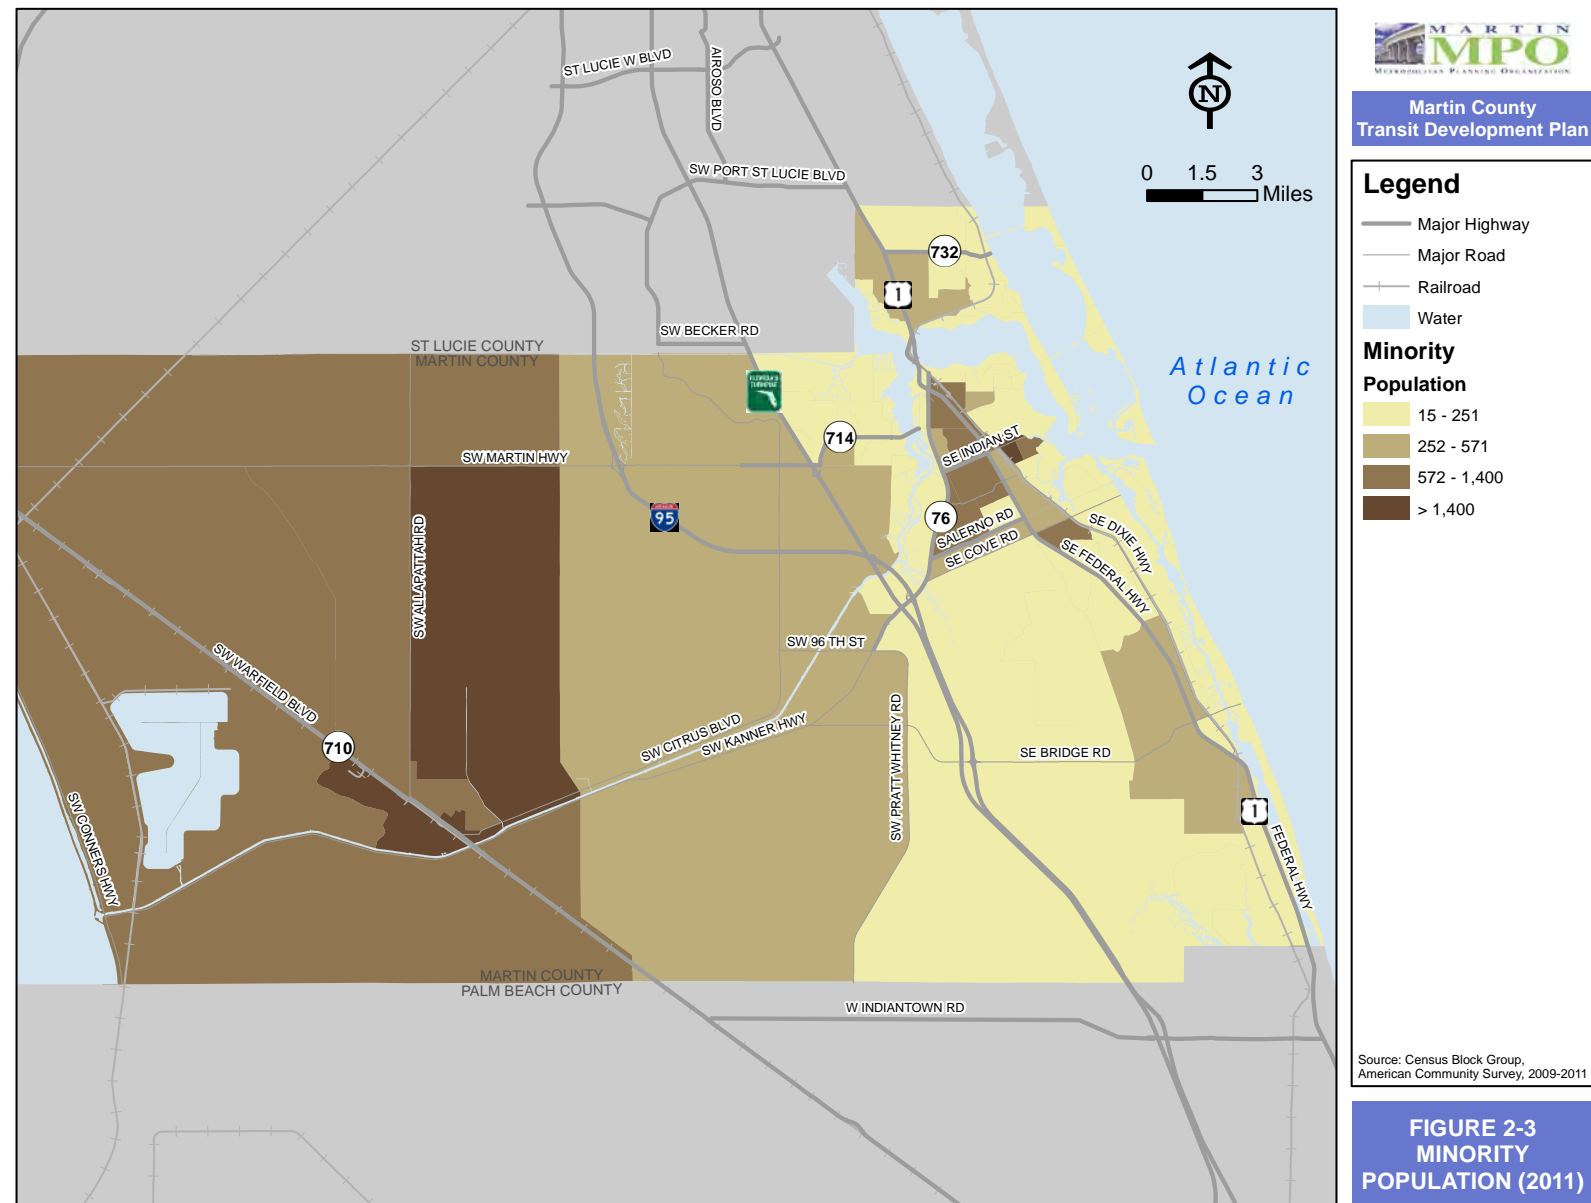 ST LUCIE W BLVD
AIROSO BLVD
SW PORT ST LUCIE BLVD
N
0 1.5 3
Miles
732
1
SW BECKER RD
ST LUCIE COUNTY
MARTIN COUNTY
Atlantic
Ocean
FLORIDA'S
TURNPIKE
714
SW MARTIN HWY
SE INDIAN ST
95
76
SW ALLAPATTAH RD
SALERNO RD
SE COVE RD
SE DIXIE HWY
SE FEDERAL HWY
SW 96 TH ST
SW WARFIELD BLVD
710
SW CITRUS BLVD
SW KANNER HWY
SW PRATT WHITNEY RD
SE BRIDGE RD
1
SW CONNERS HWY
FEDERAL HWY
MARTIN COUNTY
PALM BEACH COUNTY
W INDIANTOWN RD
MARTIN
MPO
METROPOLITAN PLANNING ORGANIZATION
Martin County
Transit Development Plan
Legend
Major Highway
Major Road
Railroad
Water
Minority
Population
15 - 251
252 - 571
572 - 1,400
> 1,400
Source: Census Block Group,
American Community Survey, 2009-2011
FIGURE 2-3
MINORITY
POPULATION (2011)